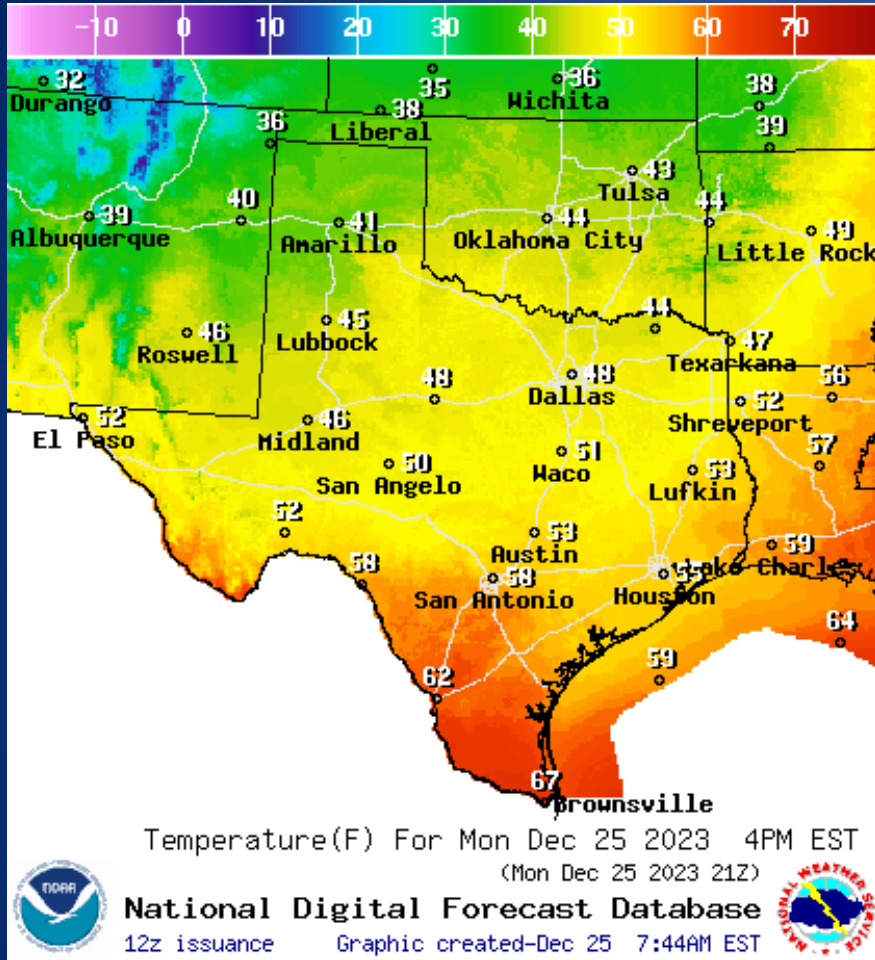 -10 0 10 20 30 40 50 60 70
32
Durango
35
36
Wichita
38
38
Liberal
36
39
43
Tulsa
39
Albuquerque
40
41
Amarillo
44
Oklahoma City
44
49
Little Rock
46
Roswell
45
Lubbock
44
47
Texarkana
48
48
Dallas
52
Shreveport
56
52
El Paso
46
Midland
50
San Angelo
51
Waco
53
Lufkin
57
52
53
Austin
59
58
58
San Antonio
55
Houston
Lake Charles
64
62
59
67
Brownsville
Temperature(F) For Mon Dec 25 2023 4PM EST
(Mon Dec 25 2023 21Z)
National Digital Forecast Database
12z issuance Graphic created-Dec 25 7:44AM EST
NOAA
NATIONAL WEATHER SERVICE